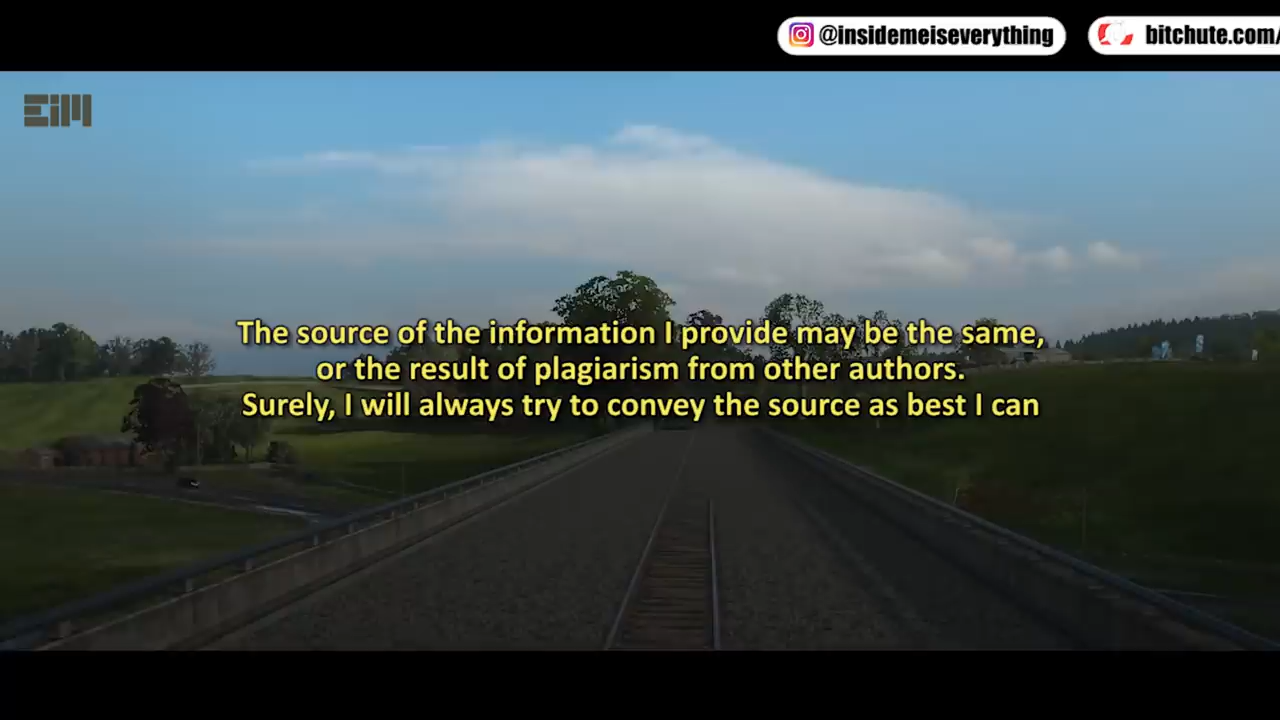 @insidemeiseverything
bitchute.com/
EiM
The source of the information I provide may be the same,
or the result of plagiarism from other authors.
Surely, I will always try to convey the source as best I can